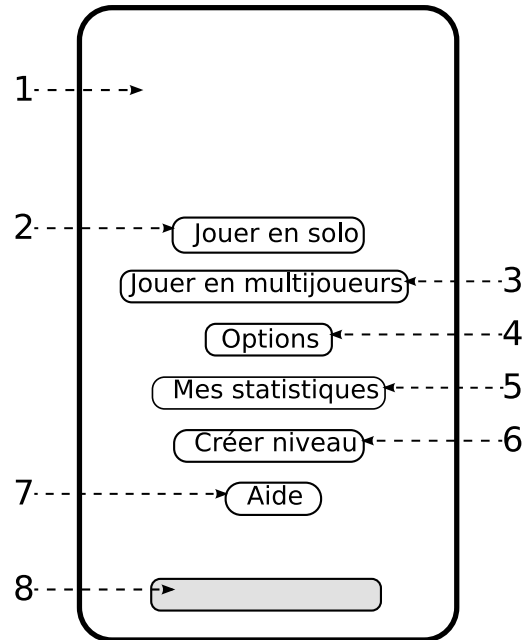 1
2
Jouer en solo
Jouer en multijoueurs
3
Options
4
Mes statistiques
5
Créer niveau
6
7
Aide
8